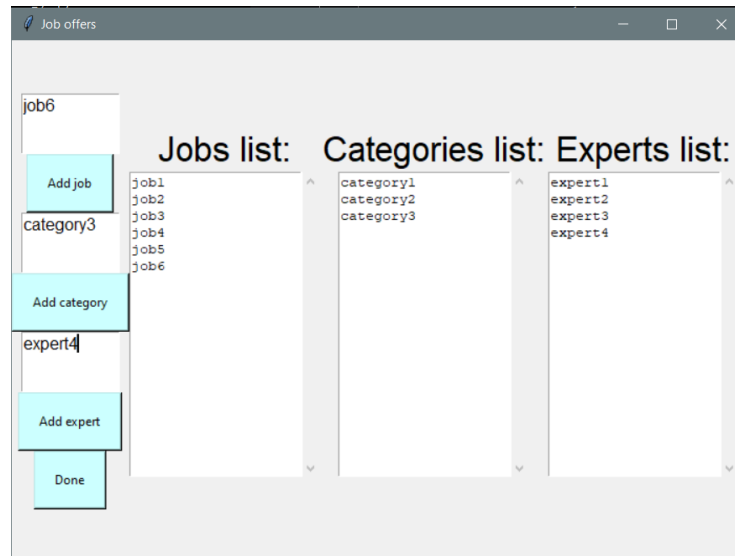 Job offers
job6
Add job
category3
Add category
expert4
Add expert
Done
Jobs list:
job1
job2
job3
job4
job5
job6
Categories list:
category1
category2
category3
Experts list:
expert1
expert2
expert3
expert4